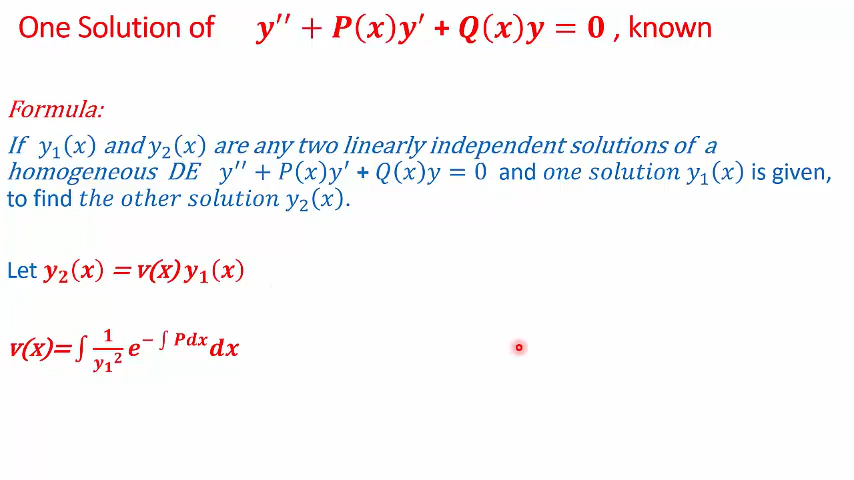 One Solution of y′′ + P(x)y′ + Q(x)y = 0 , known
Formula:
If y₁(x) and y₂(x) are any two linearly independent solutions of a
homogeneous DE y′′ + P(x)y′ + Q(x)y = 0 and one solution y₁(x) is given,
to find the other solution y₂(x).
Let y₂(x) = v(x) y₁(x)
v(x)= ∫ 1/y₁² e^(− ∫ Pdx) dx